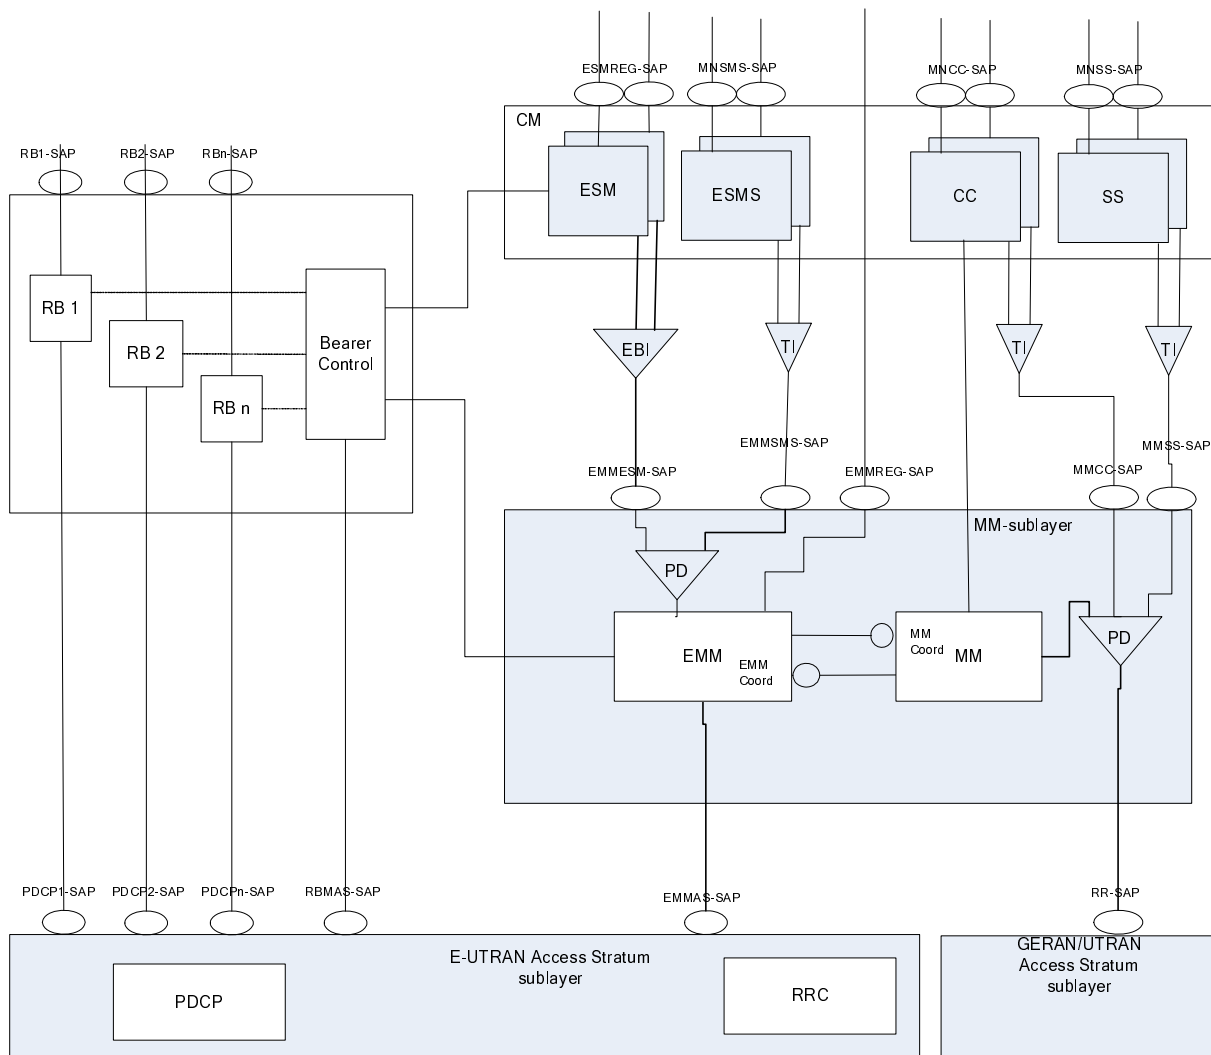 ESMREG-SAP
MNSMS-SAP
MNCC-SAP
MNSS-SAP
CM
RB1-SAP
RB2-SAP
RBn-SAP
ESM
ESMS
CC
SS
RB 1
RB 2
RB n
Bearer
Control
EBI
TI
TI
TI
EMMESM-SAP
EMMSMS-SAP
EMMREG-SAP
MMCC-SAP
MMSS-SAP
MM-sublayer
PD
EMM
EMM
Coord
MM
Coord
MM
PD
PDCP1-SAP
PDCP2-SAP
PDCPn-SAP
RBMAS-SAP
EMMAS-SAP
RR-SAP
E-UTRAN Access Stratum
sublayer
PDCP
RRC
GERAN/UTRAN
Access Stratum
sublayer